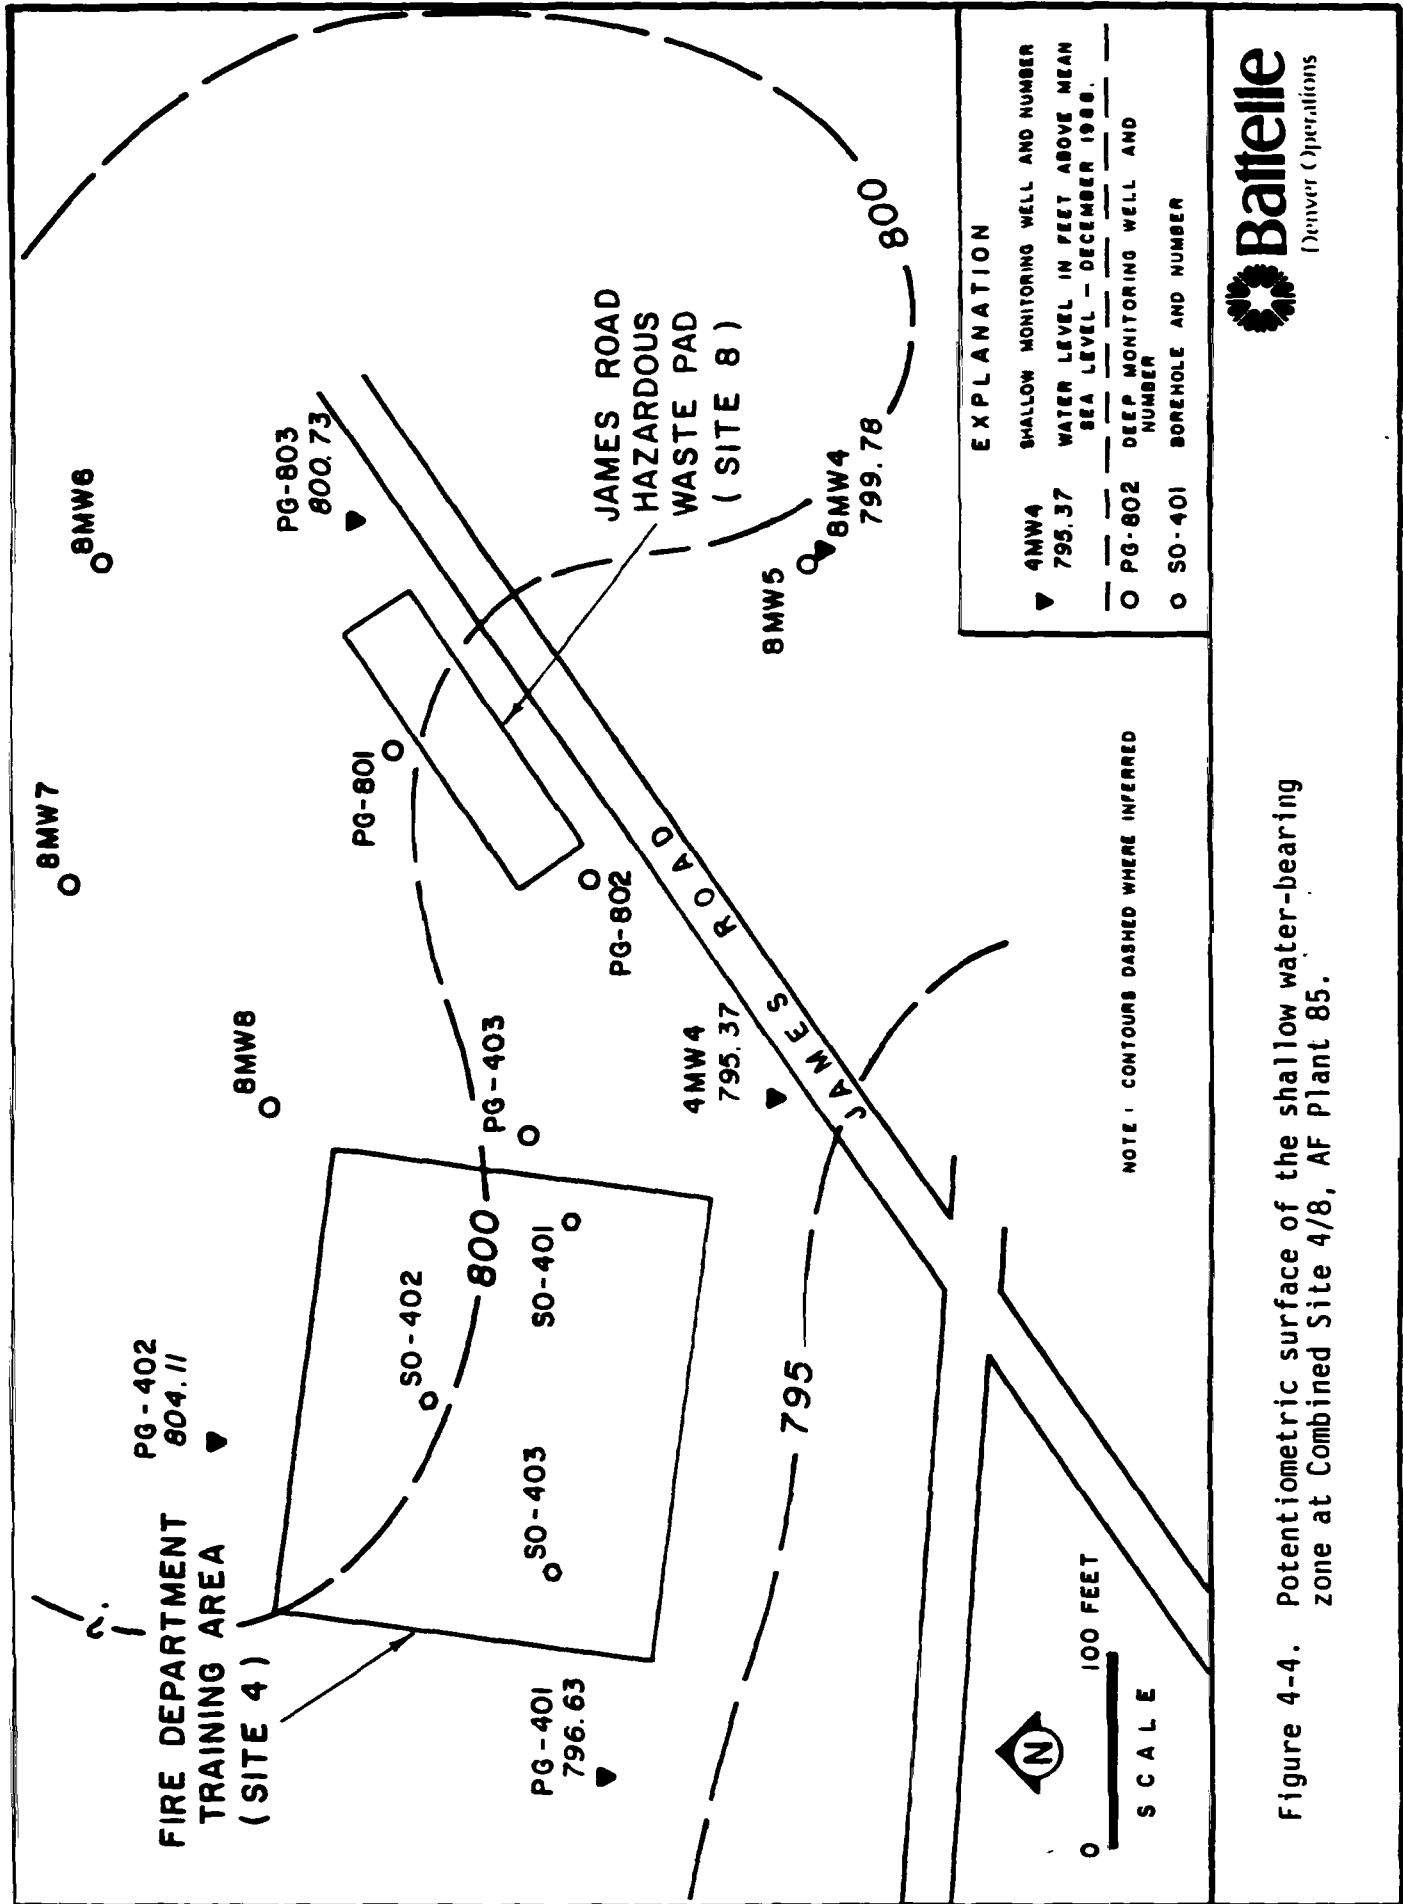 FIRE DEPARTMENT
TRAINING AREA
(SITE 4)
PG-402
804.11
8MW8
8MW7
8MW6
PG-803
800.73
PG-801
PG-802
PG-403
SO-402
800
SO-401
SO-403
PG-401
796.63
4MW4
795.37
795
JAMES ROAD
JAMES ROAD
HAZARDOUS
WASTE PAD
(SITE 8)
800
8MW5
8MW4
799.78
N
0 100 FEET
SCALE
NOTE: CONTOURS DASHED WHERE INFERRED
EXPLANATION
4MW4 SHALLOW MONITORING WELL AND NUMBER
795.37 WATER LEVEL IN FEET ABOVE MEAN
SEA LEVEL - DECEMBER 1988.
PG-802 DEEP MONITORING WELL AND
NUMBER
SO-401 BOREHOLE AND NUMBER
Figure 4-4. Potentiometric surface of the shallow water-bearing
zone at Combined Site 4/8, AF Plant 85.
Battelle
Denver Operations